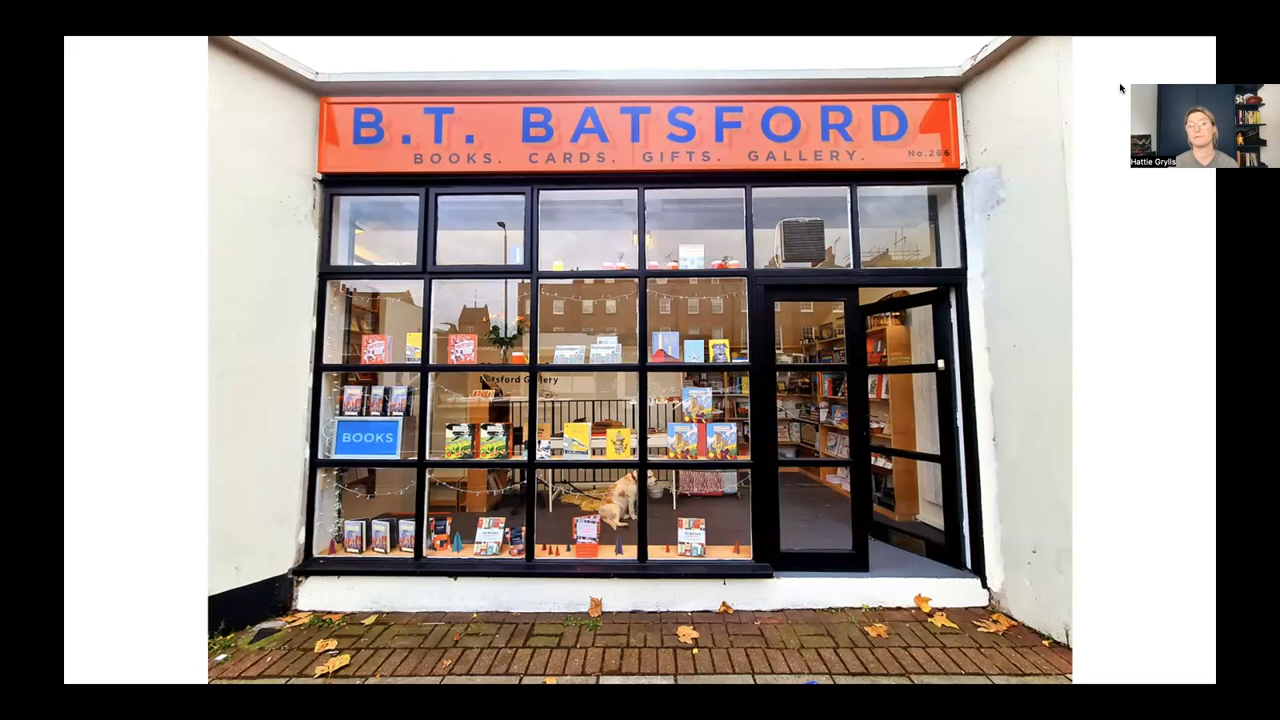 B.T. BATSFORD
BOOKS. CARDS. GIFTS. GALLERY.
No.266
Hattie Grylls
Batsford Gallery
BOOKS